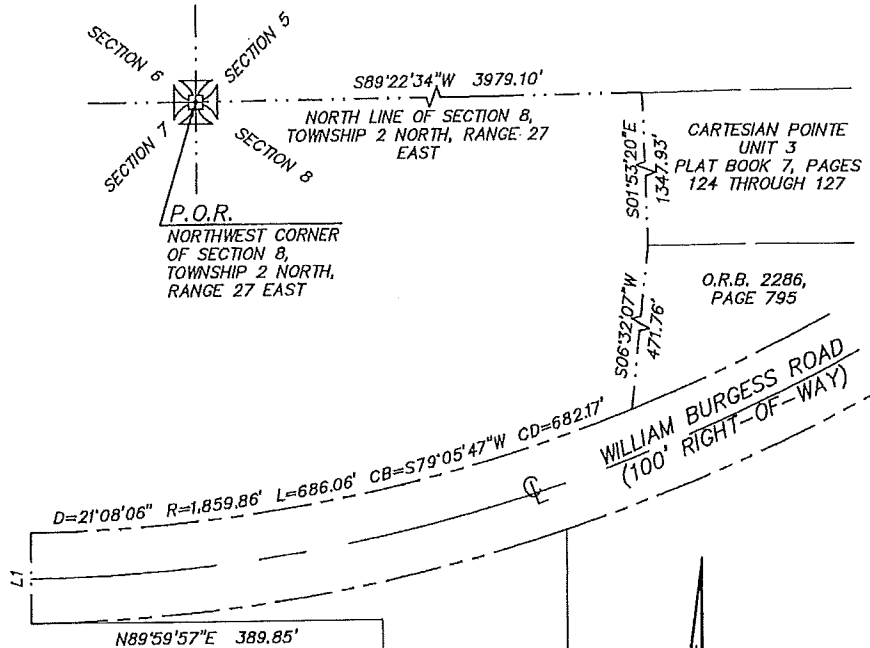 SECTION 6
SECTION 5
SECTION 7
SECTION 8
S89°22'34"W 3979.10'
NORTH LINE OF SECTION 8,
TOWNSHIP 2 NORTH, RANGE 27
EAST
P.O.R.
NORTHWEST CORNER
OF SECTION 8,
TOWNSHIP 2 NORTH,
RANGE 27 EAST
S01°53'20"E
1347.93'
CARTESIAN POINTE
UNIT 3
PLAT BOOK 7, PAGES
124 THROUGH 127
S06°32'07"W
471.76'
O.R.B. 2286,
PAGE 795
WILLIAM BURGESS ROAD
(100' RIGHT-OF-WAY)
D=21°08'06" R=1,859.86' L=686.06' CB=S79°05'47"W CD=682.17'
CL
L1
N89°59'57"E 389.85'